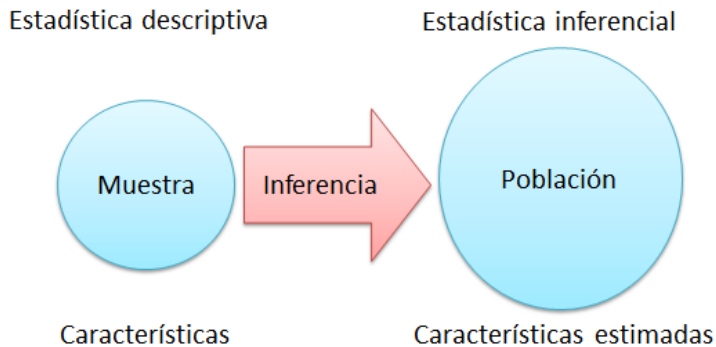 Estadística descriptiva
Estadística inferencial
Muestra
Inferencia
Población
Características
Características estimadas